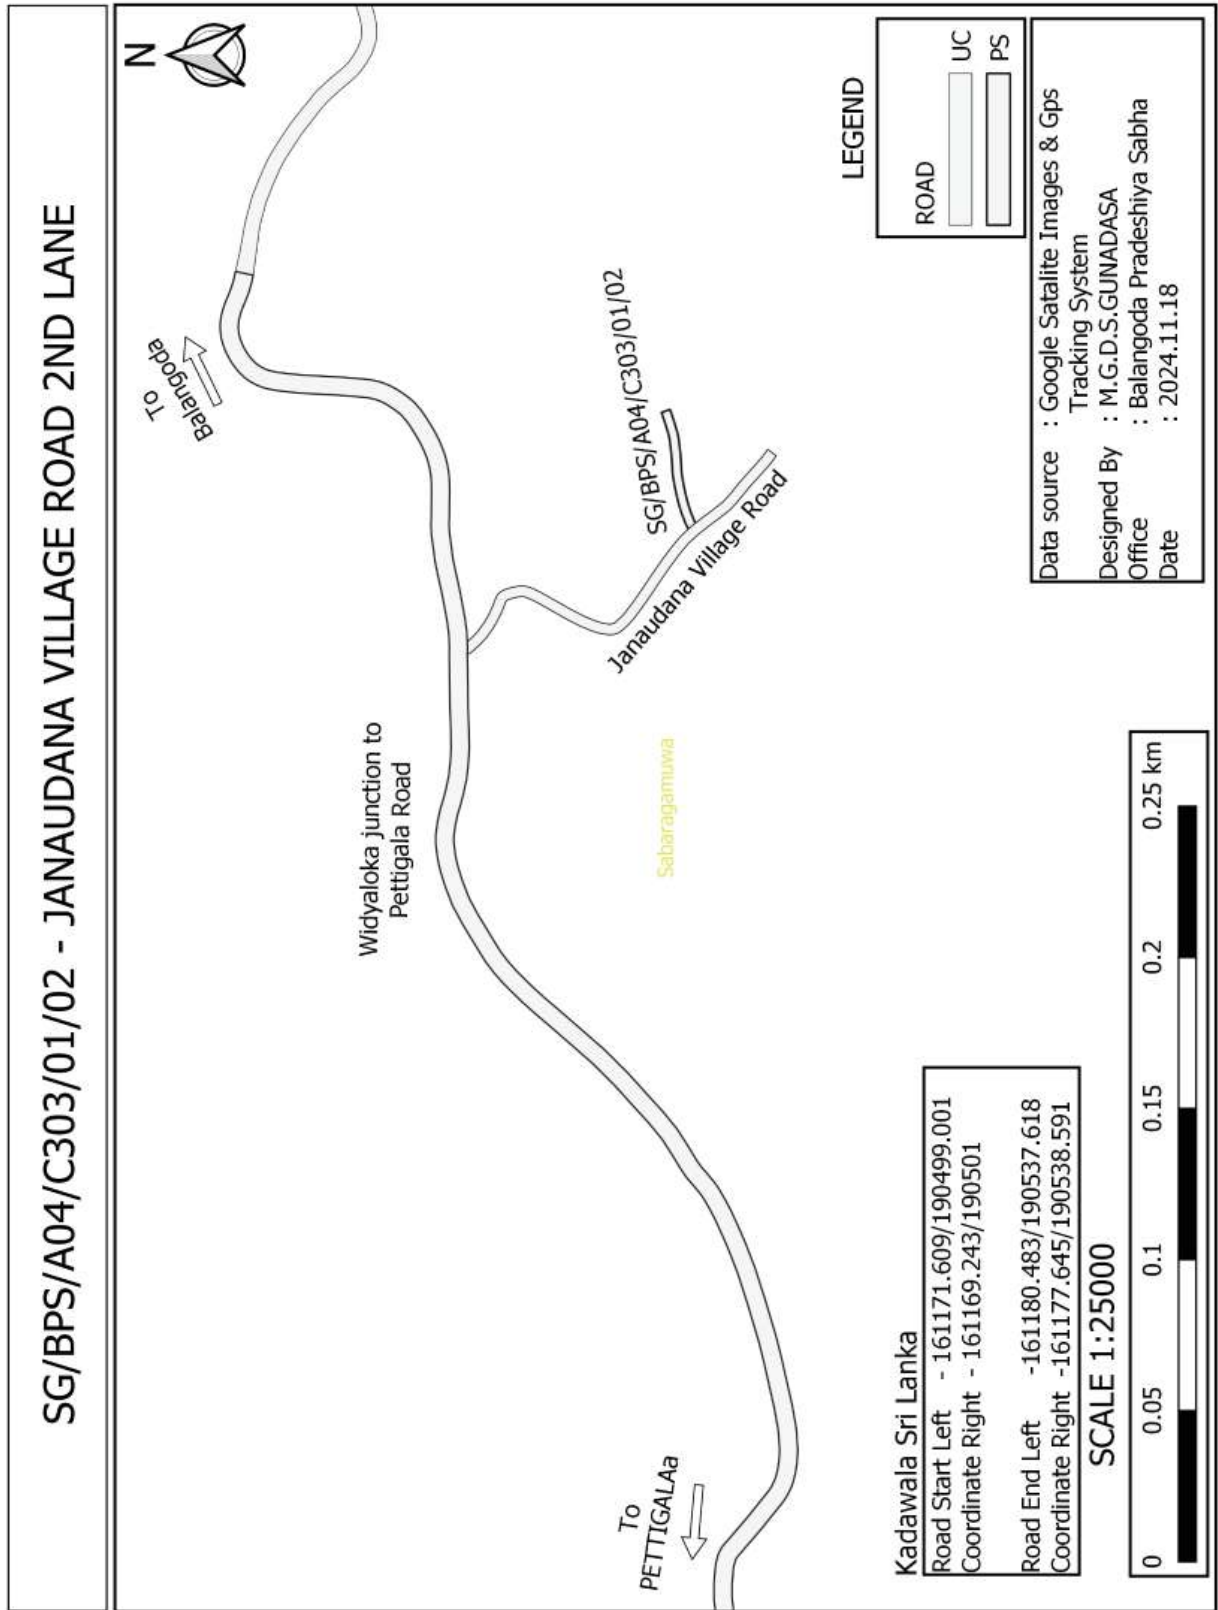 SG/BPS/A04/C303/01/02 - JANAUDANA VILLAGE ROAD 2ND LANE
N
To
Balangoda
Widyaloka junction to
Pettigala Road
SG/BPS/A04/C303/01/02
Janaudana Village Road
Sabaragamuwa
To
PETTIGALAa
LEGEND
ROAD
UC
PS
Kadawala Sri Lanka
Road Start Left - 161171.609/190499.001
Coordinate Right - 161169.243/190501
Road End Left -161180.483/190537.618
Coordinate Right -161177.645/190538.591
SCALE 1:25000
0 0.05 0.1 0.15 0.2 0.25 km
Data source : Google Satalite Images & Gps
Tracking System
Designed By : M.G.D.S.GUNADASA
Office : Balangoda Pradeshiya Sabha
Date : 2024.11.18